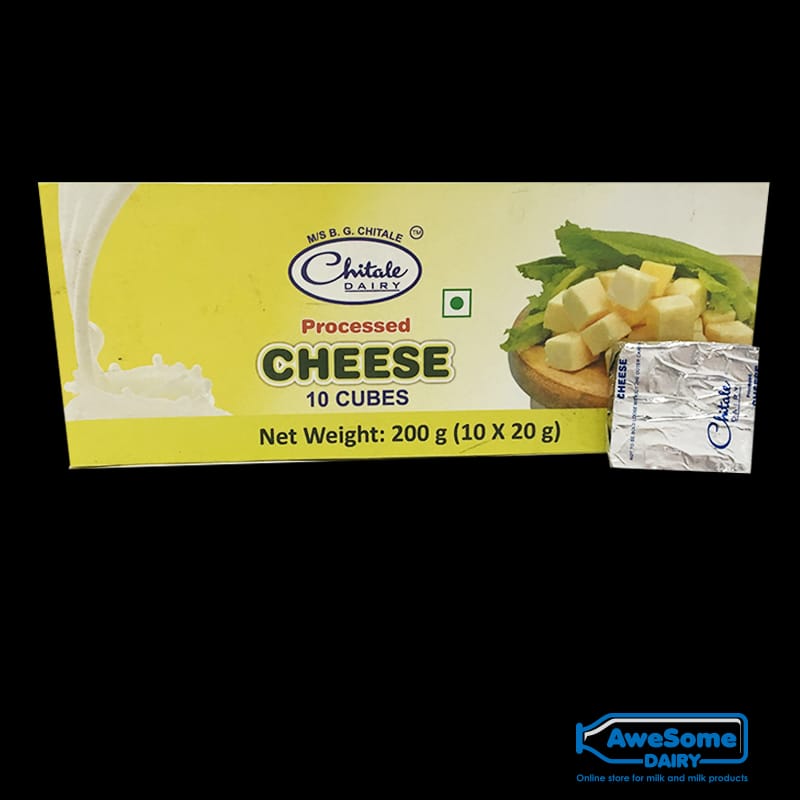 M/S B. G. CHITALE TM
Chitale
DAIRY
Processed
CHEESE
10 CUBES
Net Weight: 200 g (10 X 20 g)
CHEESE
Chitale
DAIRY
AweSome
DAIRY
Online store for milk and milk products